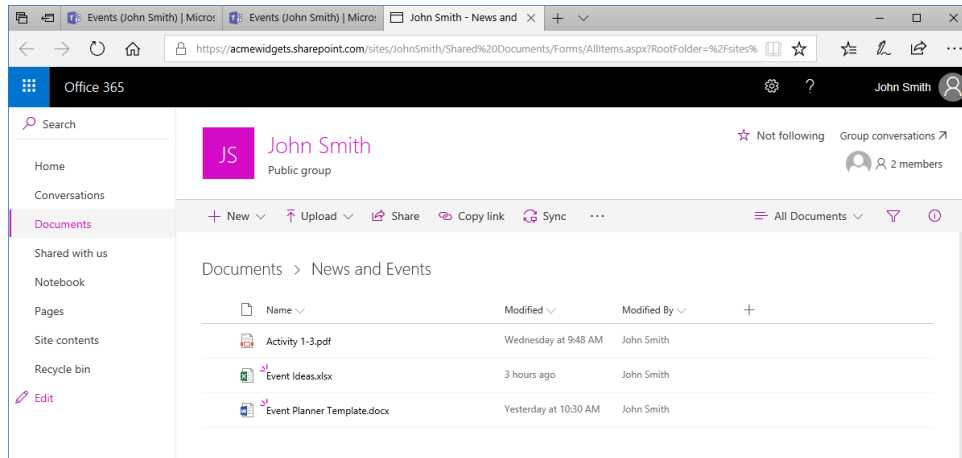 Events (John Smith) | Micros
Events (John Smith) | Micros
John Smith - News and
https://acmewidgets.sharepoint.com/sites/JohnSmith/Shared%20Documents/Forms/AllItems.aspx?RootFolder=%2Fsites%
Office 365
?
John Smith
Search
Home
Conversations
Documents
Shared with us
Notebook
Pages
Site contents
Recycle bin
Edit
JS
John Smith
Public group
Not following
Group conversations
2 members
New
Upload
Share
Copy link
Sync
...
All Documents
Documents > News and Events
Name
Modified
Modified By
Activity 1-3.pdf
Wednesday at 9:48 AM
John Smith
Event Ideas.xlsx
3 hours ago
John Smith
Event Planner Template.docx
Yesterday at 10:30 AM
John Smith